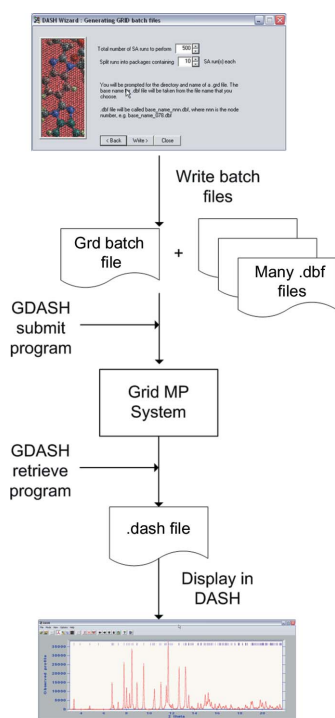 DASH Wizard : Generating GRID batch files
Total number of SA runs to perform 500
Split runs into packages containing 10 SA run(s) each
You will be prompted for the directory and name of a .grd file. The
base name .dbf file will be taken from the file name that you
choose.
.dbf file will be called base_name_nnn.dbf, where nnn is the node
number, e.g. base_name_078.dbf
< Back Write > Close
Write batch
files
Grd batch
file
+
Many .dbf
files
GDASH
submit
program
Grid MP
System
GDASH
retrieve
program
.dash file
Display in
DASH